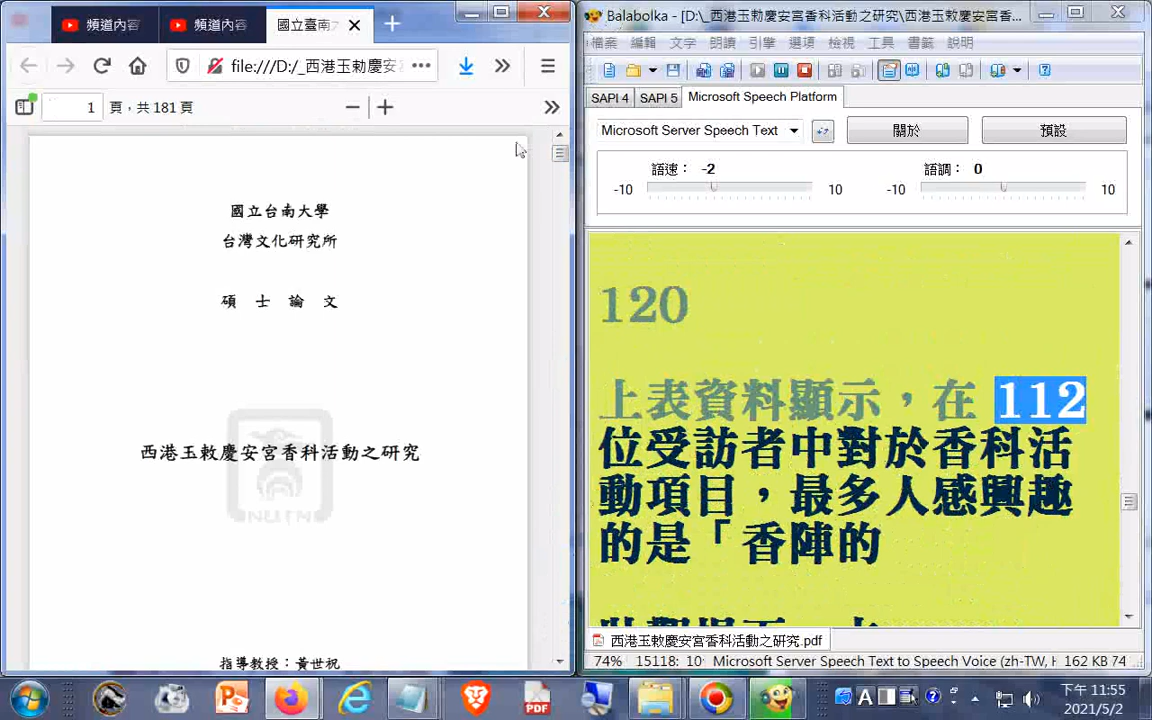 頻道內容
頻道內容
國立臺南大
file:///D:/_西港玉勅慶安宮
1 頁，共 181 頁
國立台南大學
台灣文化研究所
碩 士 論 文
西港玉敕慶安宮香科活動之研究
NUTN
指導教授：黃世祝
Balabolka - [D:\_西港玉勅慶安宮香科活動之研究\西港玉敕慶安宮香...
檔案 編輯 文字 朗讀 引擎 選項 檢視 工具 書籤 說明
SAPI 4 SAPI 5 Microsoft Speech Platform
Microsoft Server Speech Text 關於 預設
語速： -2 語調： 0
-10 10 -10 10
120
上表資料顯示，在 112
位受訪者中對於香科活
動項目，最多人感興趣
的是「香陣的
西港玉敕慶安宮香科活動之研究.pdf
74% 15118: 10 Microsoft Server Speech Text to Speech Voice (zh-TW, H 162 KB 74
PDF
下午 11:55
2021/5/2